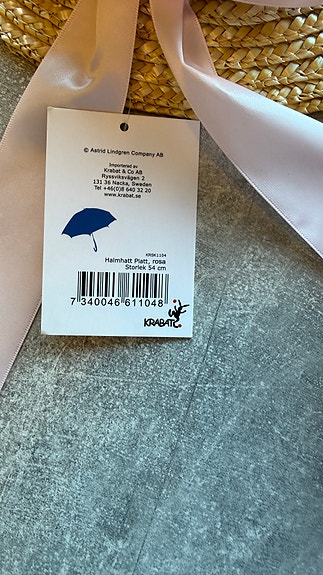 © Astrid Lindgren Company AB
Importerad av
Krabat & Co AB
Ryssviksvägen 2
131 36 Nacka, Sweden
Tel +46(0)8 640 32 20
www.krabat.se
KRSK1104
Halmhatt Platt, rosa
Storlek 54 cm
7 340046 611048
KRABAT